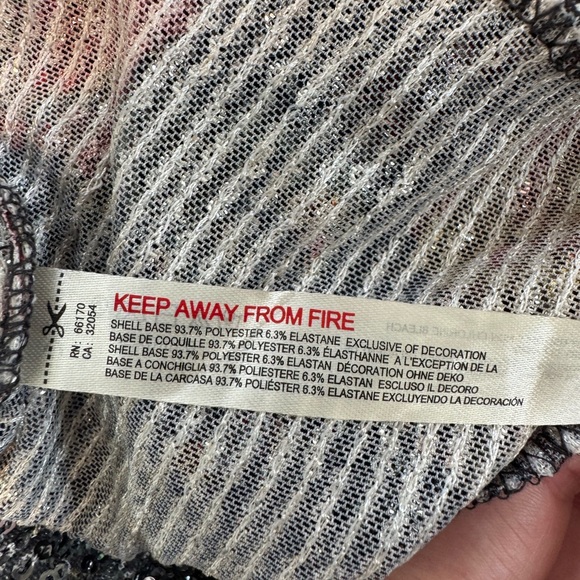 RN: 66170
CA: 32054
KEEP AWAY FROM FIRE
SHELL BASE 93.7% POLYESTER 6.3% ELASTANE EXCLUSIVE OF DECORATION
BASE DE COQUILLE 93.7% POLYESTER 6.3% ÉLASTHANNE À L'EXCEPTION DE LA
SHELL BASE 93.7% POLYESTER 6.3% ELASTAN DÉCORATION OHNE DEKO
BASE A CONCHIGLIA 93.7% POLIESTERE 6.3% ELASTAN ESCLUSO IL DECORO
BASE DE LA CARCASA 93.7% POLIÉSTER 6.3% ELASTANE EXCLUYENDO LA DECORACIÓN